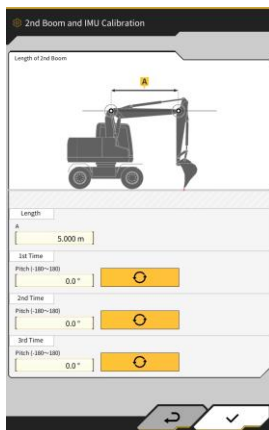 2nd Boom and IMU Calibration
Length of 2nd Boom
A
Length
A
5.000 m
1st Time
Pitch (-180~180)
0.0 °
2nd Time
Pitch (-180~180)
0.0 °
3rd Time
Pitch (-180~180)
0.0 °